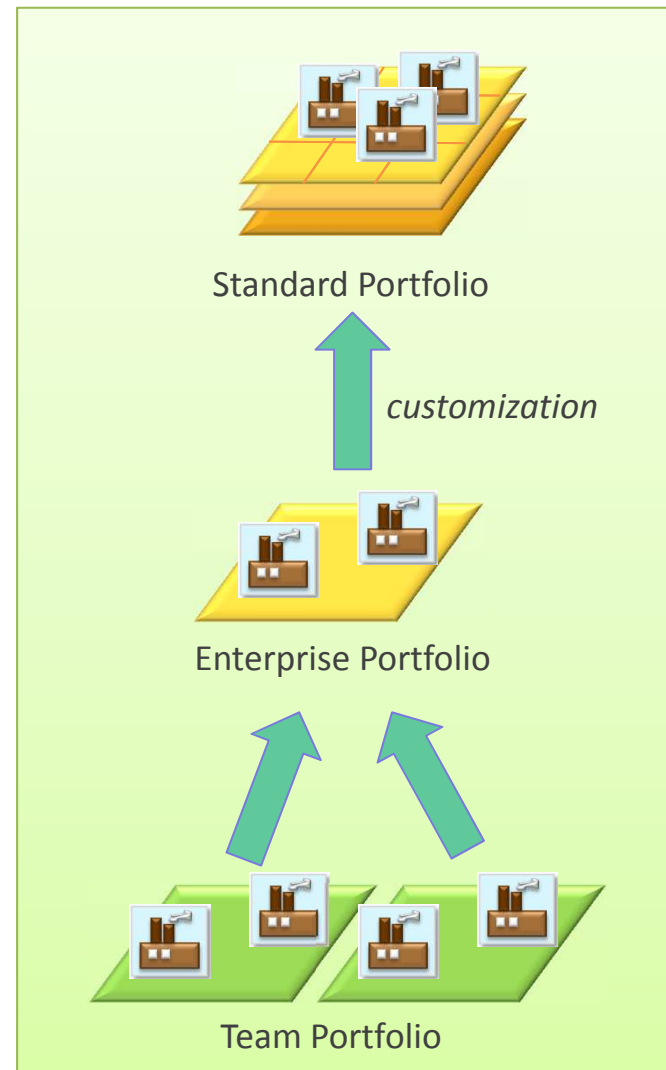 Standard Portfolio
customization
Enterprise Portfolio
Team Portfolio